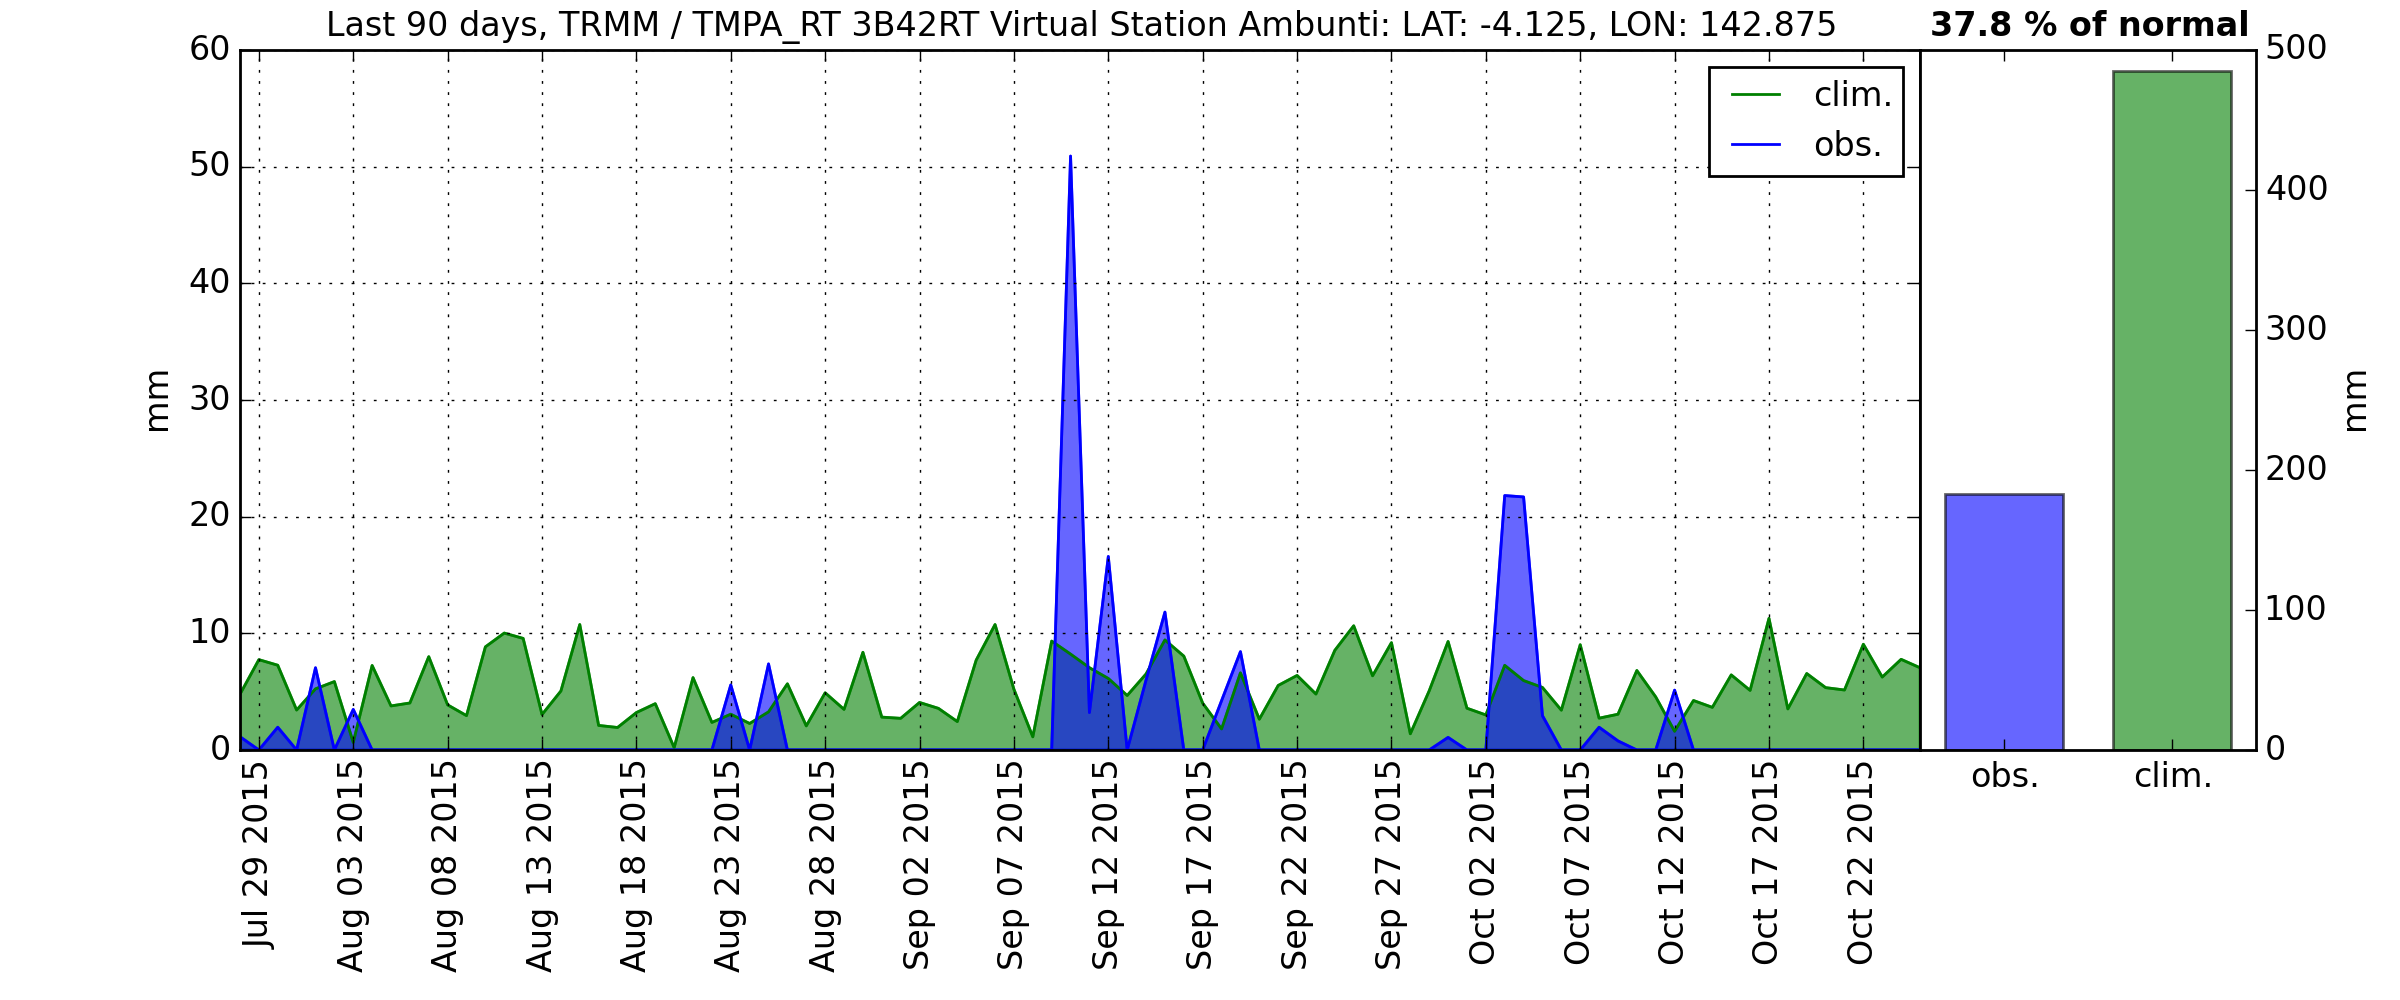 Last 90 days, TRMM / TMPA_RT 3B42RT Virtual Station Ambunti: LAT: -4.125, LON: 142.875
37.8 % of normal
60
50
40
30
20
10
0
mm
clim.
obs.
500
400
300
200
100
0
mm
obs.
clim.
Jul 29 2015
Aug 03 2015
Aug 08 2015
Aug 13 2015
Aug 18 2015
Aug 23 2015
Aug 28 2015
Sep 02 2015
Sep 07 2015
Sep 12 2015
Sep 17 2015
Sep 22 2015
Sep 27 2015
Oct 02 2015
Oct 07 2015
Oct 12 2015
Oct 17 2015
Oct 22 2015